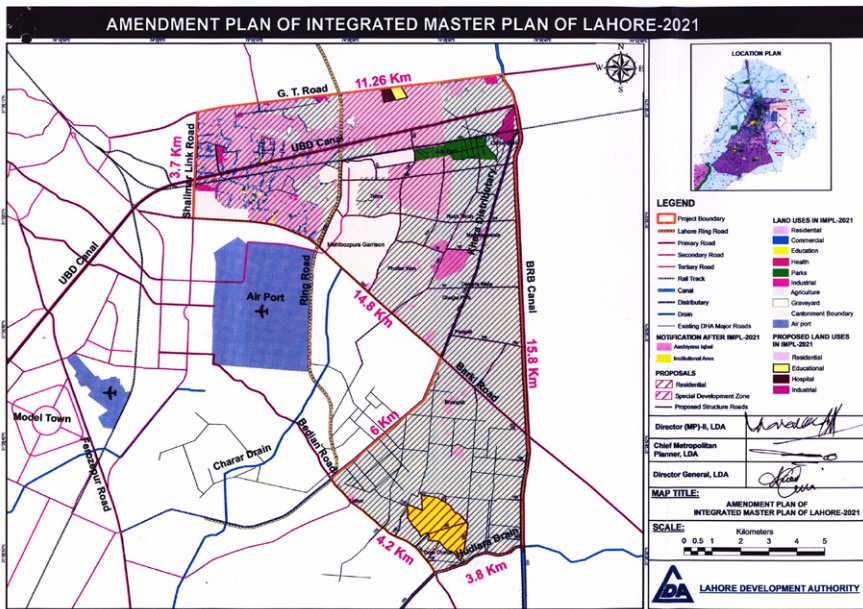 AMENDMENT PLAN OF INTEGRATED MASTER PLAN OF LAHORE-2021
N
W
E
S
G. T. Road
11.26 Km
3.7 Km
Shalimar Link Road
UBD Canal
UBD Canal
Khaira Distributary
BRB Canal
15.8 Km
Mehfoozpura Garrison
Air Port
Ring Road
14.8 Km
Barki Road
6 Km
Bedian Road
Model Town
Ferozepur Road
Charar Drain
4.2 Km
Hudiara Drain
3.8 Km
LOCATION PLAN
LEGEND
Project Boundary
Lahore Ring Road
Primary Road
Secondary Road
Tertiary Road
Rail Track
Canal
Distributary
Drain
Existing DHA Major Roads
NOTIFICATION AFTER IMPL-2021
Aashiyana Iqbal
Institutional Area
PROPOSALS
Residential
Special Development Zone
Proposed Structure Roads
LAND USES IN IMPL-2021
Residential
Commercial
Education
Health
Parks
Industrial
Agriculture
Graveyard
Cantonment Boundary
Air port
PROPOSED LAND USES
IN IMPL-2021
Residential
Educational
Hospital
Industrial
Director (MP)-II, LDA
Chief Metropolitan
Planner, LDA
Director General, LDA
MAP TITLE:
AMENDMENT PLAN OF
INTEGRATED MASTER PLAN OF LAHORE-2021
SCALE:
Kilometers
0 0.5 1 2 3 4 5
LDA
LAHORE DEVELOPMENT AUTHORITY